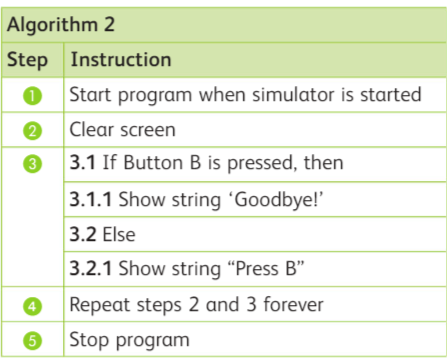 Algorithm 2
Step Instruction
1 Start program when simulator is started
2 Clear screen
3 3.1 If Button B is pressed, then
3.1.1 Show string ‘Goodbye!’
3.2 Else
3.2.1 Show string “Press B”
4 Repeat steps 2 and 3 forever
5 Stop program